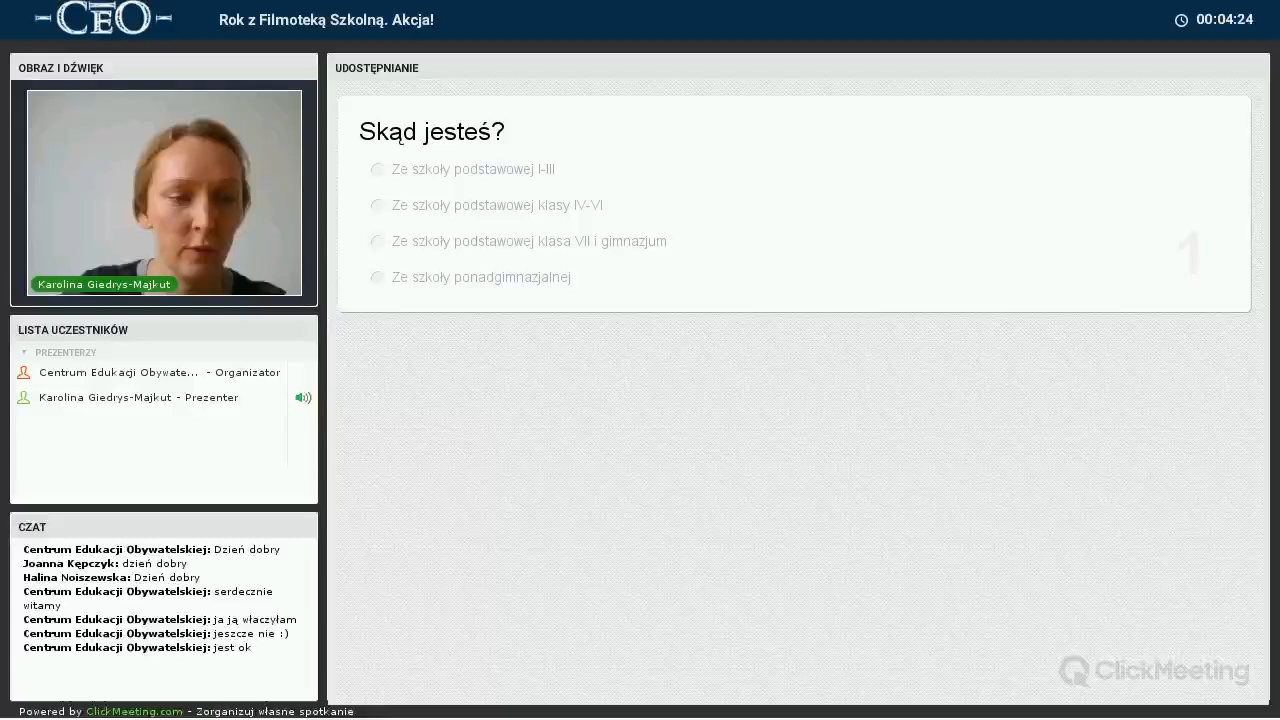 CEO
Rok z Filmoteką Szkolną. Akcja!
00:04:24
OBRAZ I DŹWIĘK
Karolina Giedrys-Majkut
LISTA UCZESTNIKÓW
PREZENTERZY
Centrum Edukacji Obywate... - Organizator
Karolina Giedrys-Majkut - Prezenter
CZAT
Centrum Edukacji Obywatelskiej: Dzień dobry
Joanna Kępczyk: dzień dobry
Halina Noiszewska: Dzień dobry
Centrum Edukacji Obywatelskiej: serdecznie
witamy
Centrum Edukacji Obywatelskiej: ja ją właczyłam
Centrum Edukacji Obywatelskiej: jeszcze nie :)
Centrum Edukacji Obywatelskiej: jest ok
UDOSTĘPNIANIE
Skąd jesteś?
Ze szkoły podstawowej I-III
Ze szkoły podstawowej klasy IV-VI
Ze szkoły podstawowej klasa VII i gimnazjum
Ze szkoły ponadgimnazjalnej
1
ClickMeeting
Powered by ClickMeeting.com - Zorganizuj własne spotkanie